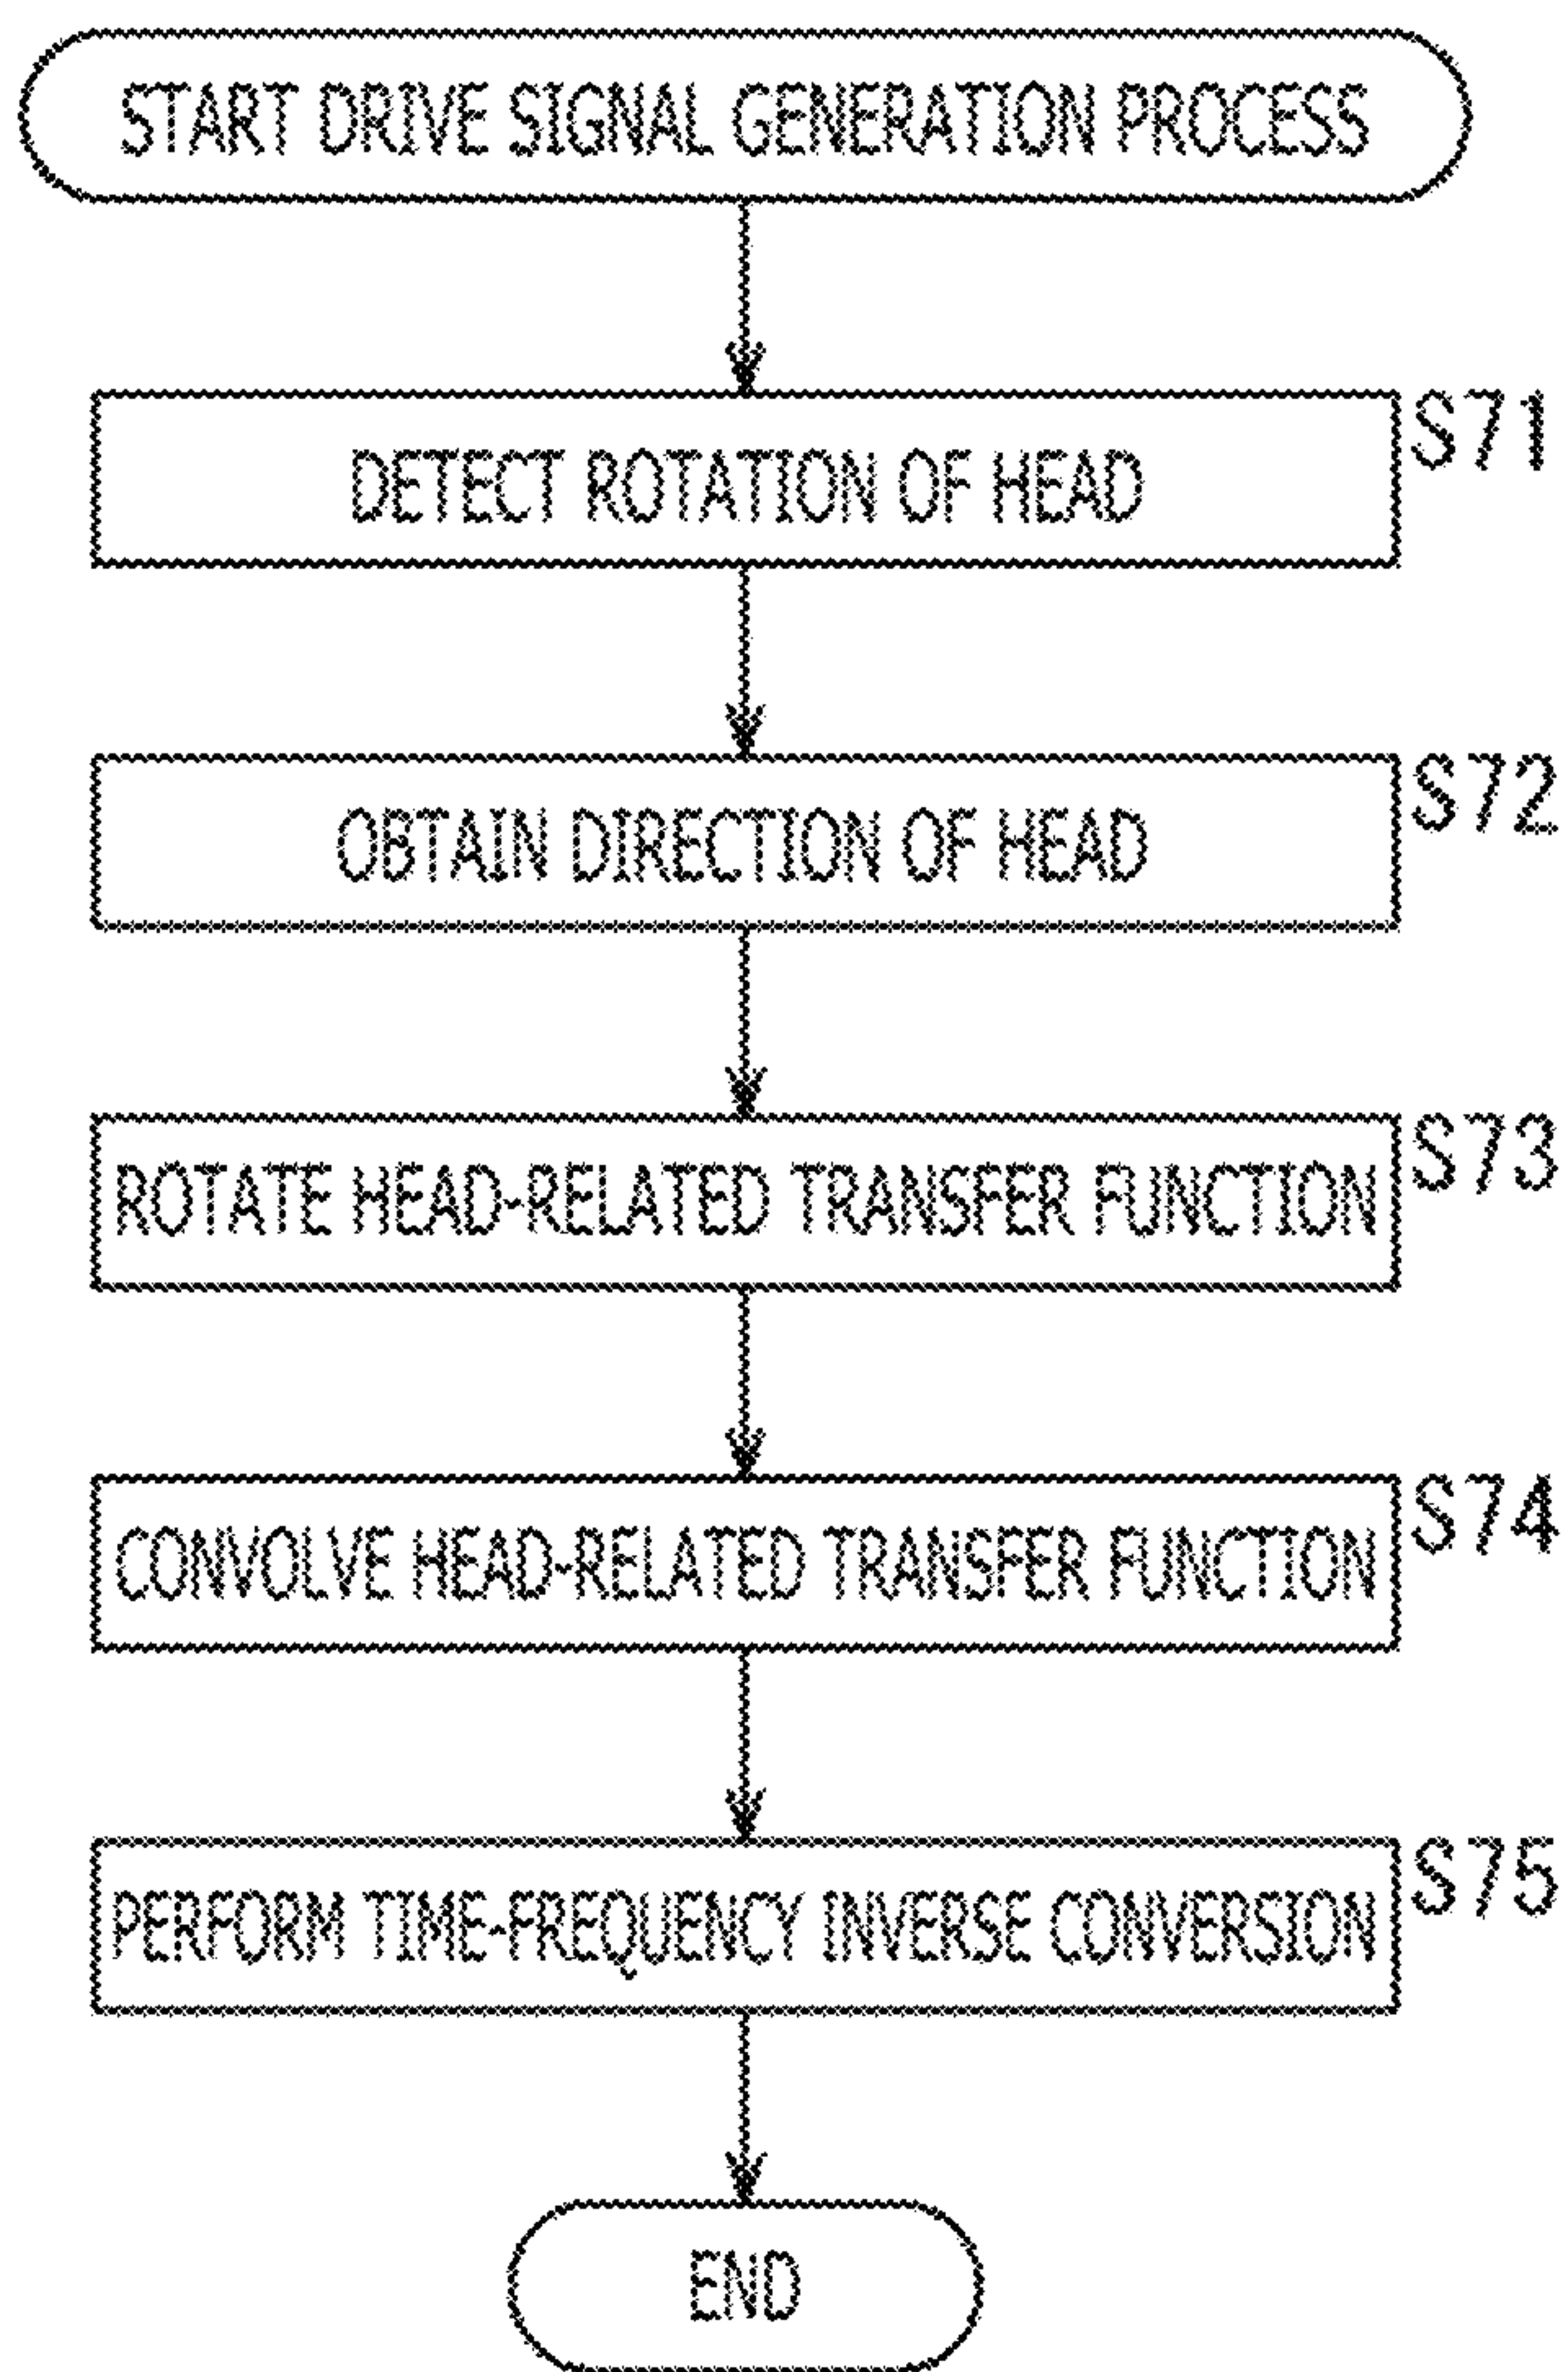 START DRIVE SIGNAL GENERATION PROCESS
DETECT ROTATION OF HEAD
S71
OBTAIN DIRECTION OF HEAD
S72
ROTATE HEAD-RELATED TRANSFER FUNCTION
S73
CONVOLVE HEAD-RELATED TRANSFER FUNCTION
S74
PERFORM TIME-FREQUENCY INVERSE CONVERSION
S75
END